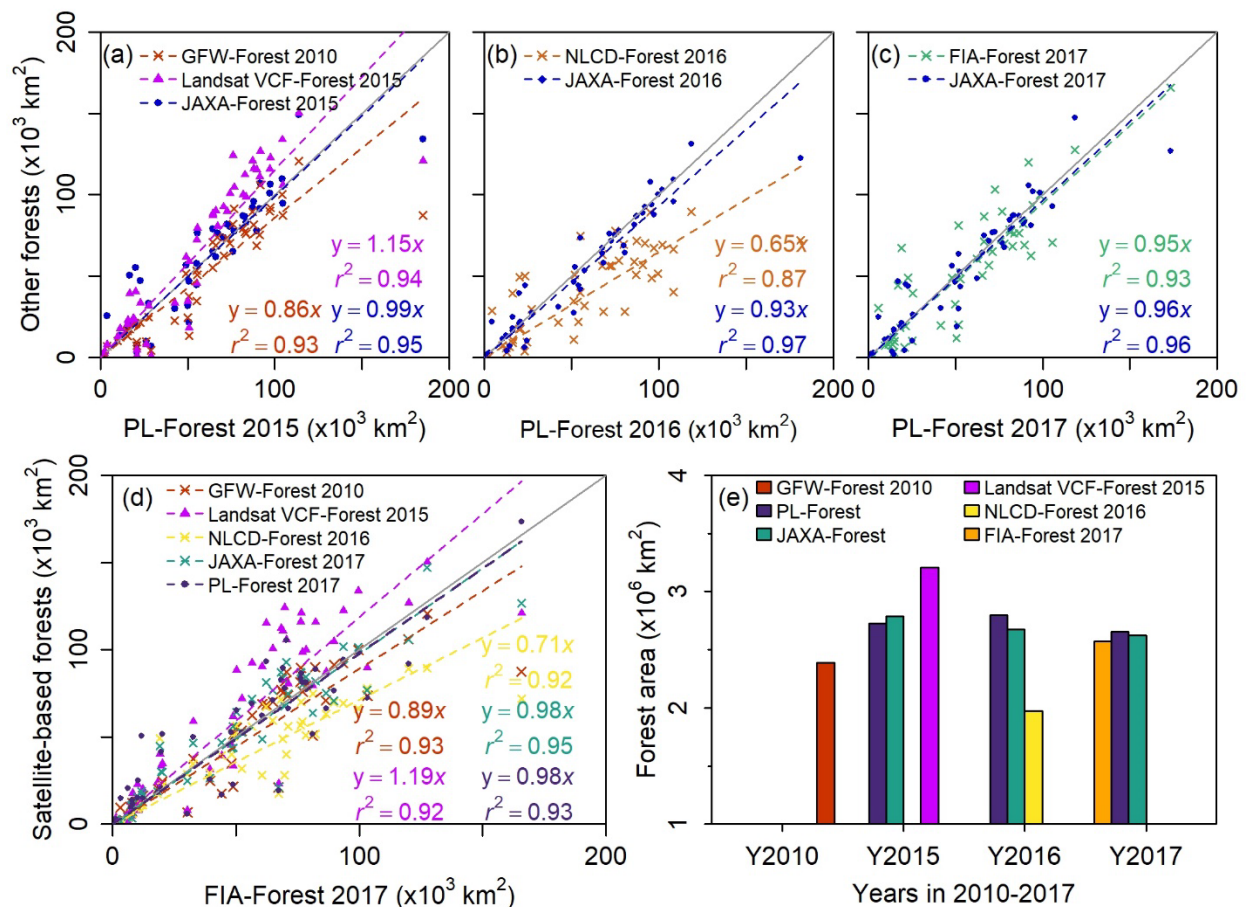 (a)
GFW-Forest 2010
Landsat VCF-Forest 2015
JAXA-Forest 2015
y = 1.15x
r² = 0.94
y = 0.86x
r² = 0.93
y = 0.99x
r² = 0.95
Other forests (x10³ km²)
0
100
200
0
100
200
PL-Forest 2015 (x10³ km²)
(b)
NLCD-Forest 2016
JAXA-Forest 2016
y = 0.65x
r² = 0.87
y = 0.93x
r² = 0.97
0
100
200
PL-Forest 2016 (x10³ km²)
(c)
FIA-Forest 2017
JAXA-Forest 2017
y = 0.95x
r² = 0.93
y = 0.96x
r² = 0.96
0
100
200
PL-Forest 2017 (x10³ km²)
(d)
GFW-Forest 2010
Landsat VCF-Forest 2015
NLCD-Forest 2016
JAXA-Forest 2017
PL-Forest 2017
y = 0.71x
r² = 0.92
y = 0.89x
r² = 0.93
y = 0.98x
r² = 0.95
y = 1.19x
r² = 0.92
y = 0.98x
r² = 0.93
Satellite-based forests (x10³ km²)
0
100
200
0
100
200
FIA-Forest 2017 (x10³ km²)
(e)
GFW-Forest 2010
PL-Forest
JAXA-Forest
Landsat VCF-Forest 2015
NLCD-Forest 2016
FIA-Forest 2017
Forest area (x10⁶ km²)
1
2
3
4
Y2010
Y2015
Y2016
Y2017
Years in 2010-2017